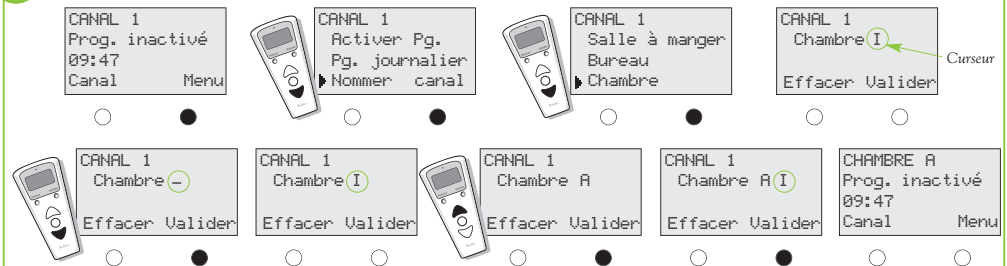 CANAL 1
Prog. inactivé
09:47
Canal Menu
CANAL 1
Activer Pg.
Pg. journalier
Nommer canal
CANAL 1
Salle à manger
Bureau
Chambre
CANAL 1
Chambre I
Effacer Valider
Curseur
CANAL 1
Chambre _
Effacer Valider
CANAL 1
Chambre I
Effacer Valider
CANAL 1
Chambre A
Effacer Valider
CANAL 1
Chambre A I
Effacer Valider
CHAMBRE A
Prog. inactivé
09:47
Canal Menu